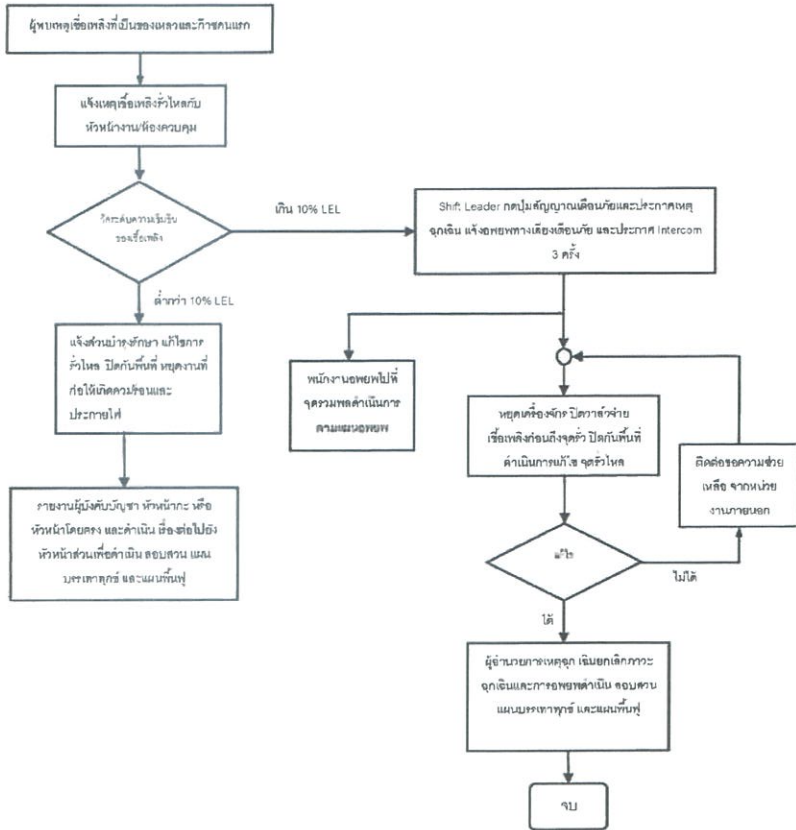 ผู้พบเหตุเชื้อเพลิงที่เป็นของเหลวและก๊าซคนแรก
แจ้งเหตุเชื้อเพลิงรั่วไหลกับ
หัวหน้างาน/ห้องควบคุม
วัดระดับความเข้มข้น
ของเชื้อเพลิง
เกิน 10% LEL
Shift Leader กดปุ่มสัญญาณเตือนภัยและประกาศเหตุ
ฉุกเฉิน แจ้งอพยพทางเสียงเตือนภัย และประกาศ Intercom
3 ครั้ง
ต่ำกว่า 10% LEL
แจ้งส่วนบำรุงรักษา แก้ไขการ
รั่วไหล ปิดกั้นพื้นที่ หยุดงานที่
ก่อให้เกิดความร้อนและ
ประกายไฟ
พนักงานอพยพไปที่
จุดรวมพลดำเนินการ
ตามแผนอพยพ
หยุดเครื่องจักร ปิดวาล์วจ่าย
เชื้อเพลิงก่อนถึงจุดรั่ว ปิดกั้นพื้นที่
ดำเนินการแก้ไข จุดรั่วไหล
ติดต่อขอความช่วย
เหลือ จากหน่วย
งานภายนอก
รายงานผู้บังคับบัญชา หัวหน้ากะ หรือ
หัวหน้าโดยตรง และดำเนิน เรื่องต่อไปยัง
หัวหน้าส่วนเพื่อดำเนิน สอบสวน แผน
บรรเทาทุกข์ และแผนฟื้นฟู
แก้ไข
ไม่ได้
ได้
ผู้อำนวยการเหตุฉุก เฉินยกเลิกภาวะ
ฉุกเฉินและการอพยพดำเนิน สอบสวน
แผนบรรเทาทุกข์ และแผนฟื้นฟู
จบ